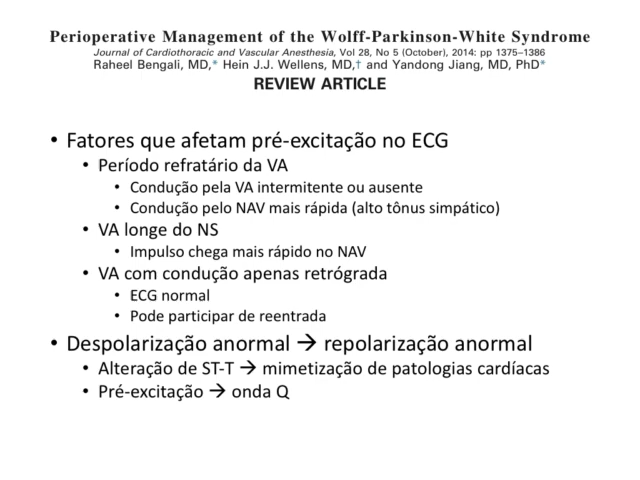 Perioperative Management of the Wolff-Parkinson-White Syndrome
Journal of Cardiothoracic and Vascular Anesthesia, Vol 28, No 5 (October), 2014: pp 1375–1386
Raheel Bengali, MD,* Hein J.J. Wellens, MD,† and Yandong Jiang, MD, PhD*
REVIEW ARTICLE
• Fatores que afetam pré-excitação no ECG
• Período refratário da VA
• Condução pela VA intermitente ou ausente
• Condução pelo NAV mais rápida (alto tônus simpático)
• VA longe do NS
• Impulso chega mais rápido no NAV
• VA com condução apenas retrógrada
• ECG normal
• Pode participar de reentrada
• Despolarização anormal → repolarização anormal
• Alteração de ST-T → mimetização de patologias cardíacas
• Pré-excitação → onda Q